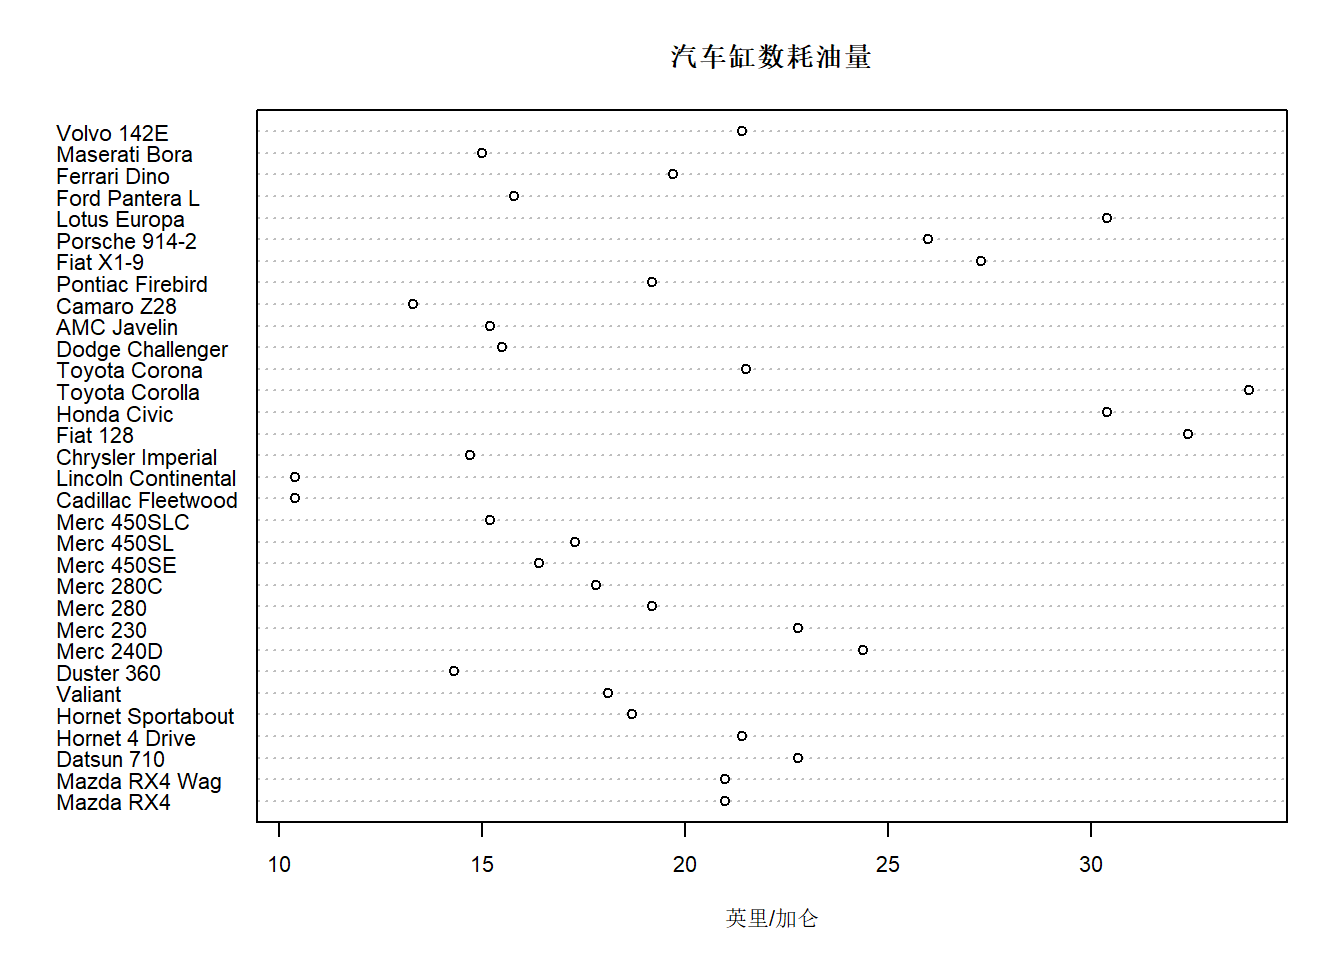 汽车缸数耗油量
Volvo 142E
Maserati Bora
Ferrari Dino
Ford Pantera L
Lotus Europa
Porsche 914-2
Fiat X1-9
Pontiac Firebird
Camaro Z28
AMC Javelin
Dodge Challenger
Toyota Corona
Toyota Corolla
Honda Civic
Fiat 128
Chrysler Imperial
Lincoln Continental
Cadillac Fleetwood
Merc 450SLC
Merc 450SL
Merc 450SE
Merc 280C
Merc 280
Merc 230
Merc 240D
Duster 360
Valiant
Hornet Sportabout
Hornet 4 Drive
Datsun 710
Mazda RX4 Wag
Mazda RX4
10 15 20 25 30
英里/加仑